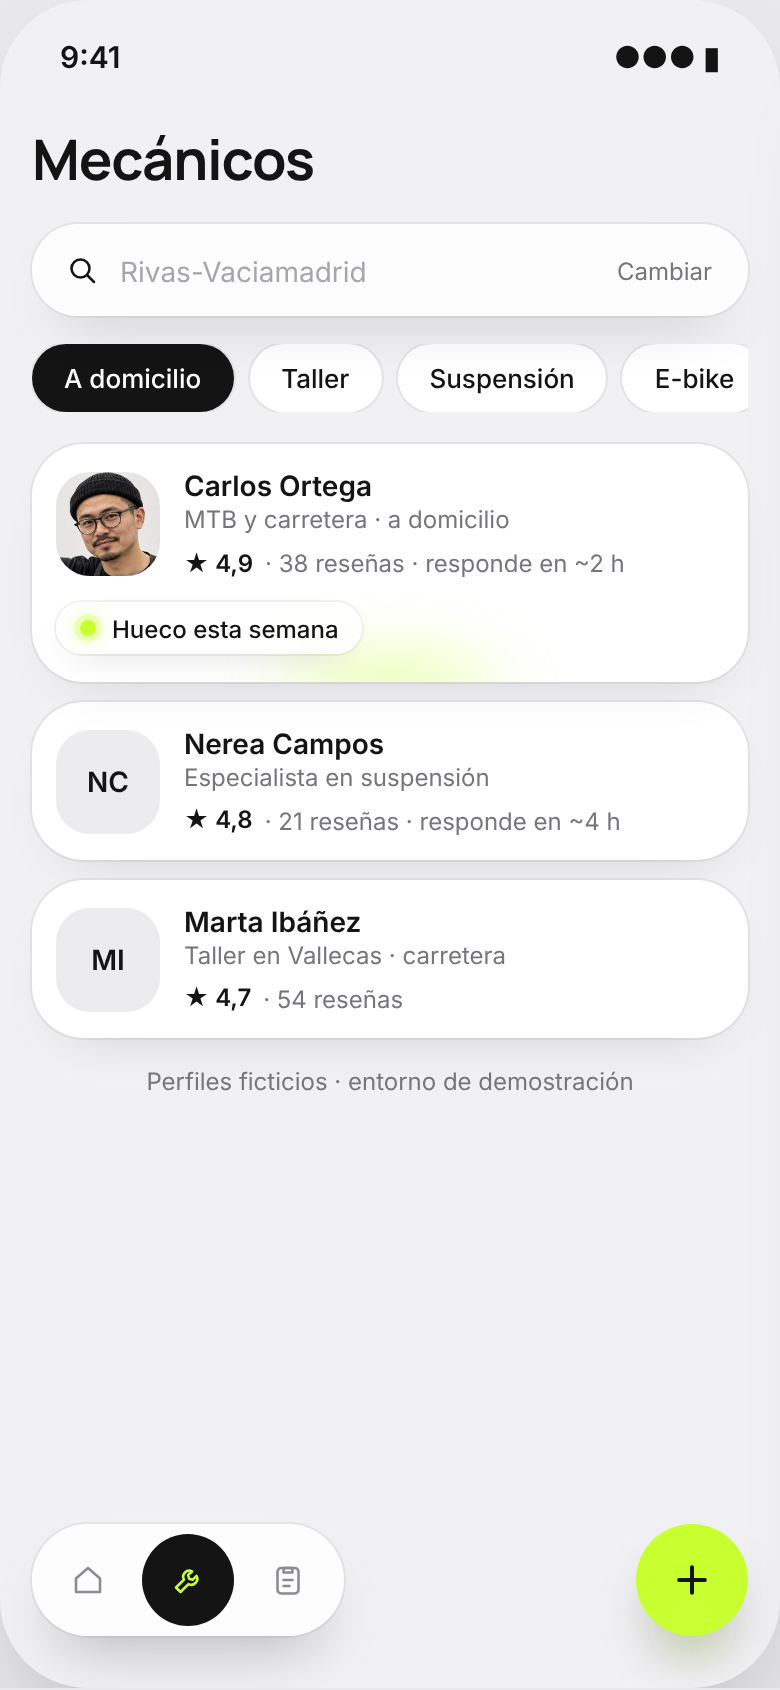 9:41
Mecánicos
Rivas-Vaciamadrid Cambiar
A domicilio Taller Suspensión E-bike
Carlos Ortega
MTB y carretera · a domicilio
★ 4,9 · 38 reseñas · responde en ~2 h
Hueco esta semana
NC
Nerea Campos
Especialista en suspensión
★ 4,8 · 21 reseñas · responde en ~4 h
MI
Marta Ibáñez
Taller en Vallecas · carretera
★ 4,7 · 54 reseñas
Perfiles ficticios · entorno de demostración